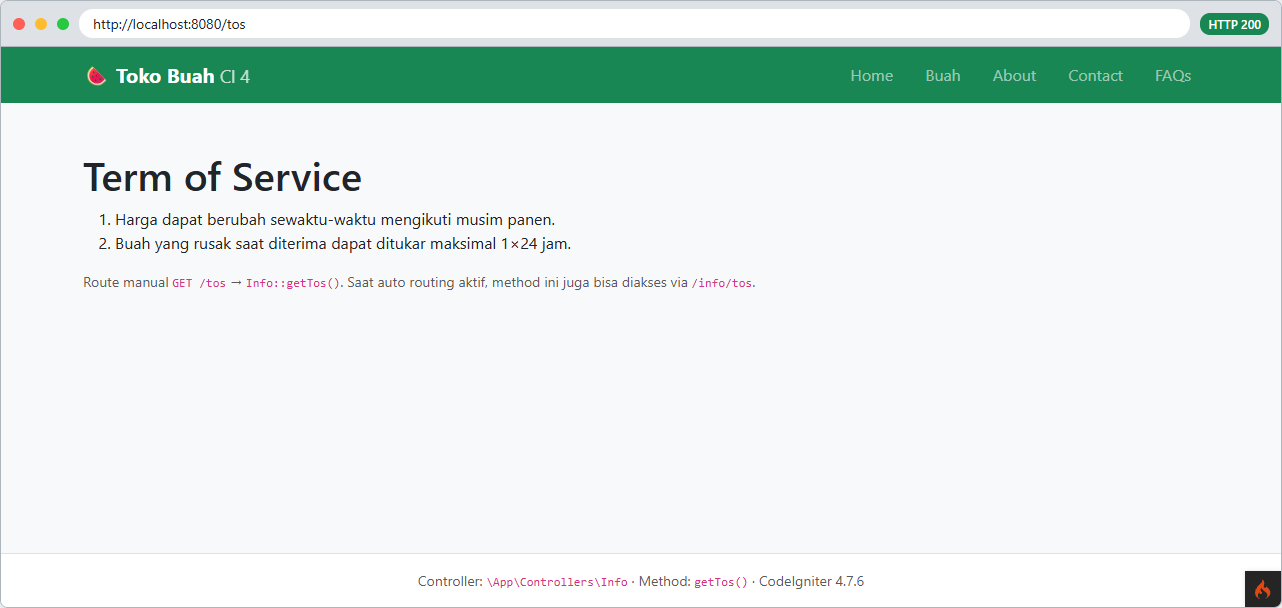 http://localhost:8080/tos
HTTP 200
Toko Buah CI 4
Home
Buah
About
Contact
FAQs
Term of Service
1. Harga dapat berubah sewaktu-waktu mengikuti musim panen.
2. Buah yang rusak saat diterima dapat ditukar maksimal 1×24 jam.
Route manual GET /tos → Info::getTos(). Saat auto routing aktif, method ini juga bisa diakses via /info/tos.
Controller: \App\Controllers\Info · Method: getTos() · CodeIgniter 4.7.6